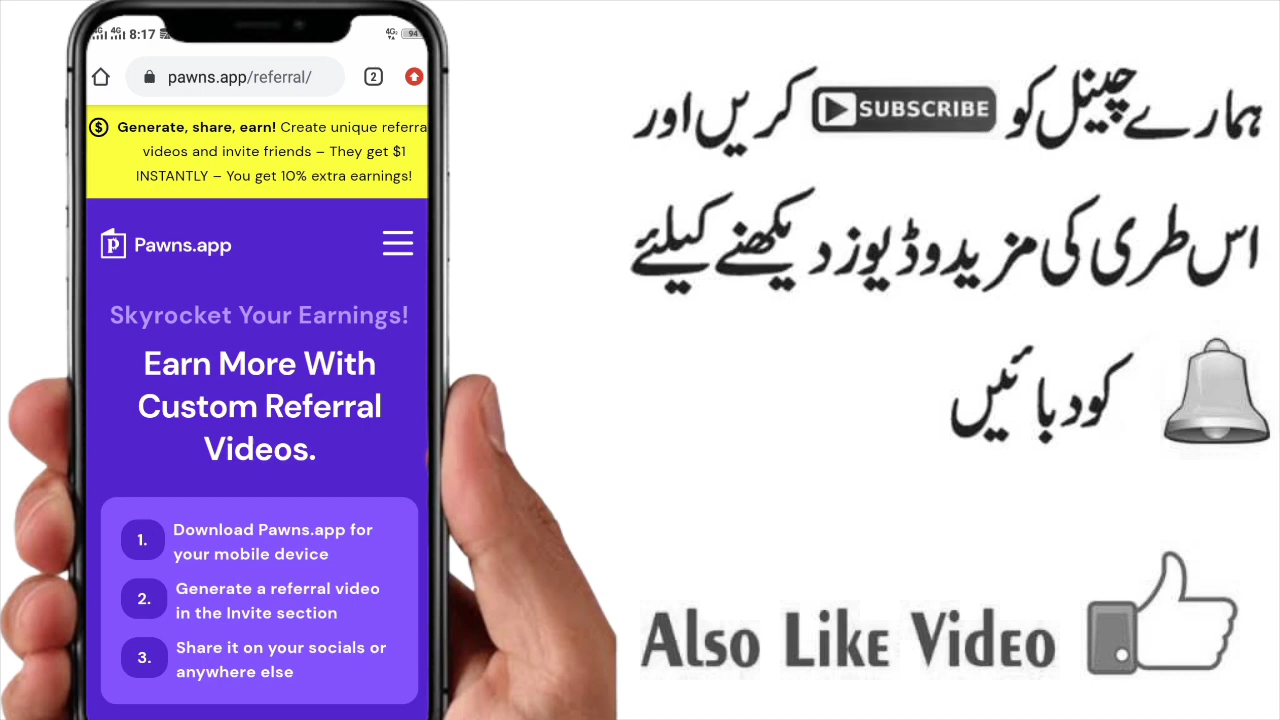 8:17
94
pawns.app/referral/
2
Generate, share, earn! Create unique referra
videos and invite friends – They get $1
INSTANTLY – You get 10% extra earnings!
Pawns.app
Skyrocket Your Earnings!
Earn More With
Custom Referral
Videos.
1. Download Pawns.app for
your mobile device
2. Generate a referral video
in the Invite section
3. Share it on your socials or
anywhere else
ہمارے چینل کو SUBSCRIBE کریں اور
اس طری کی مزید وڈیوز دیکھنے کیلئے
کو دبائیں
Also Like Video